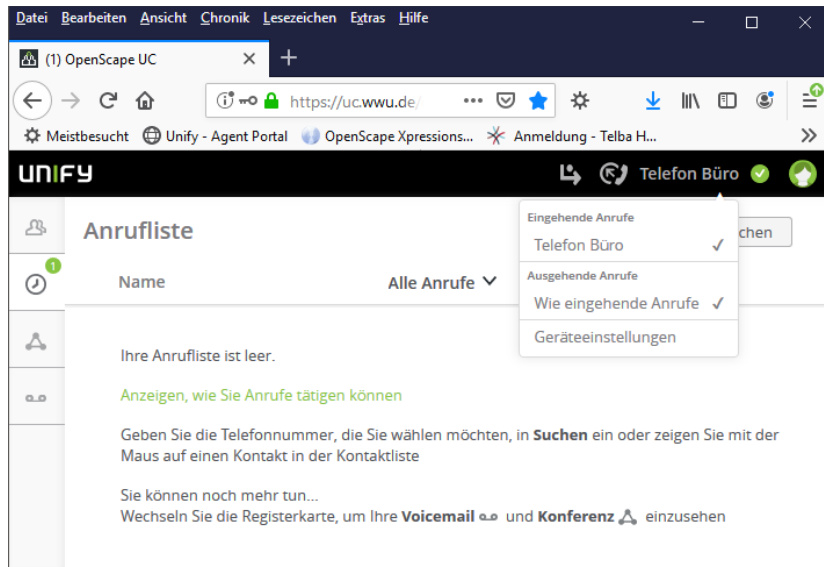 Datei Bearbeiten Ansicht Chronik Lesezeichen Extras Hilfe
(1) OpenScape UC
https://uc.wwu.de/
Meistbesucht Unify - Agent Portal OpenScape Xpressions... Anmeldung - Telba H...
UNIFY Telefon Büro
Anrufliste
chen
Eingehende Anrufe
Telefon Büro
1
Name Alle Anrufe
Ausgehende Anrufe
Wie eingehende Anrufe
Geräteeinstellungen
Ihre Anrufliste ist leer.
Anzeigen, wie Sie Anrufe tätigen können
Geben Sie die Telefonnummer, die Sie wählen möchten, in Suchen ein oder zeigen Sie mit der
Maus auf einen Kontakt in der Kontaktliste
Sie können noch mehr tun...
Wechseln Sie die Registerkarte, um Ihre Voicemail und Konferenz einzusehen